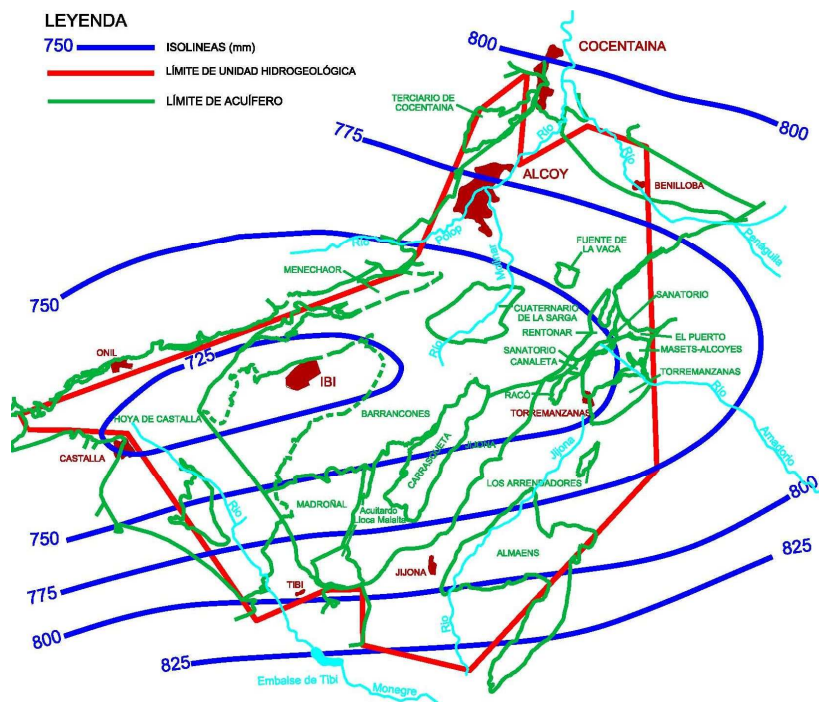 LEYENDA
750 ISOLINEAS (mm)
LÍMITE DE UNIDAD HIDROGEOLÓGICA
LÍMITE DE ACUÍFERO
800
COCENTAINA
TERCIARIO DE
COCENTAINA
775
800
Río
Río
ALCOY
BENILLOBA
Río
Polop
Molinar
Penaguila
FUENTE DE
LA VACA
MENECHAOR
750
SANATORIO
CUATERNARIO
DE LA SARGA
RENTONAR
EL PUERTO
ONIL
725
Río
SANATORIO
CANALETA
MASETS-ALCOYES
IBI
TORREMANZANAS
RACÓ
Río
HOYA DE CASTALLA
BARRANCONES
TORREMANZANAS
CASTALLA
CARRASQUETA
JIJONA
Jijona
Amedorio
LOS ARRENDADORES
Río
MADROÑAL
Acuitardo
Lloca Malalta
800
750
ALMAENS
825
JIJONA
775
TIBI
800
Río
825
Embalse de Tibi
Monegre